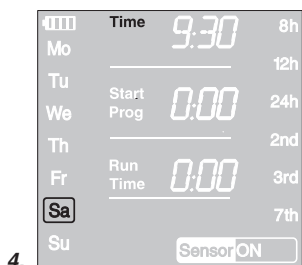 Time 9:30 8h
Mo
12h
Tu
Start
We Prog 0:00 24h
Th 2nd
Run
Fr Time 0:00 3rd
Sa
7th
Su
Sensor ON
4.